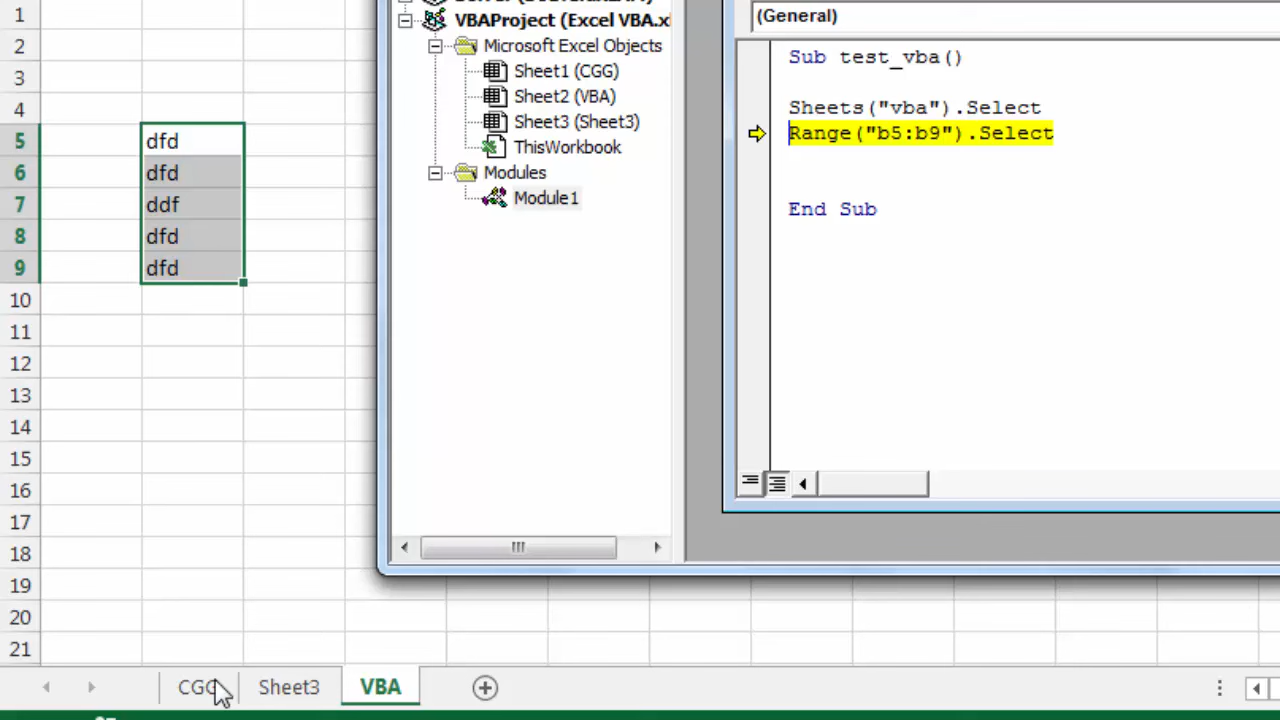 1
2
3
4
5 dfd
6 dfd
7 ddf
8 dfd
9 dfd
10
11
12
13
14
15
16
17
18
19
20
21
CGG
Sheet3
VBA
VBAProject (Excel VBA.xl
Microsoft Excel Objects
Sheet1 (CGG)
Sheet2 (VBA)
Sheet3 (Sheet3)
ThisWorkbook
Modules
Module1
(General)
Sub test_vba()
Sheets("vba").Select
Range("b5:b9").Select
End Sub